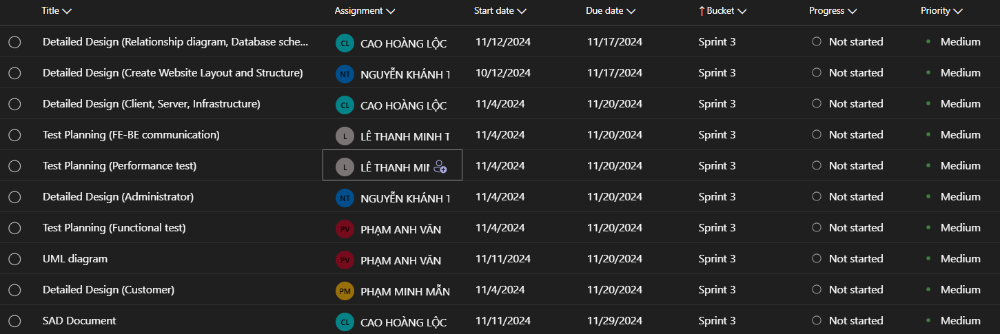 Title Assignment Start date Due date Bucket Progress Priority
Detailed Design (Relationship diagram, Database sche... CL CAO HOÀNG LỘC 11/12/2024 11/17/2024 Sprint 3 Not started Medium
Detailed Design (Create Website Layout and Structure) NT NGUYỄN KHÁNH T 10/12/2024 11/17/2024 Sprint 3 Not started Medium
Detailed Design (Client, Server, Infrastructure) CL CAO HOÀNG LỘC 11/4/2024 11/20/2024 Sprint 3 Not started Medium
Test Planning (FE-BE communication) L LÊ THANH MINH T 11/4/2024 11/20/2024 Sprint 3 Not started Medium
Test Planning (Performance test) L LÊ THANH MIN 11/4/2024 11/20/2024 Sprint 3 Not started Medium
Detailed Design (Administrator) NT NGUYỄN KHÁNH T 11/4/2024 11/20/2024 Sprint 3 Not started Medium
Test Planning (Functional test) PV PHẠM ANH VĂN 11/4/2024 11/20/2024 Sprint 3 Not started Medium
UML diagram PV PHẠM ANH VĂN 11/11/2024 11/20/2024 Sprint 3 Not started Medium
Detailed Design (Customer) PM PHẠM MINH MẪN 11/4/2024 11/20/2024 Sprint 3 Not started Medium
SAD Document CL CAO HOÀNG LỘC 11/11/2024 11/29/2024 Sprint 3 Not started Medium